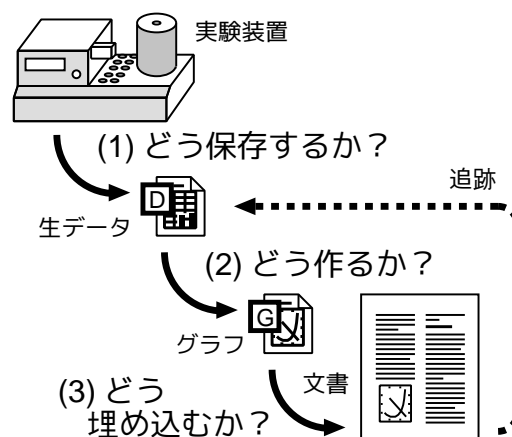 実験装置
(1) どう保存するか？
追跡
D
生データ
(2) どう作るか？
G
グラフ
文書
(3) どう
埋め込むか？